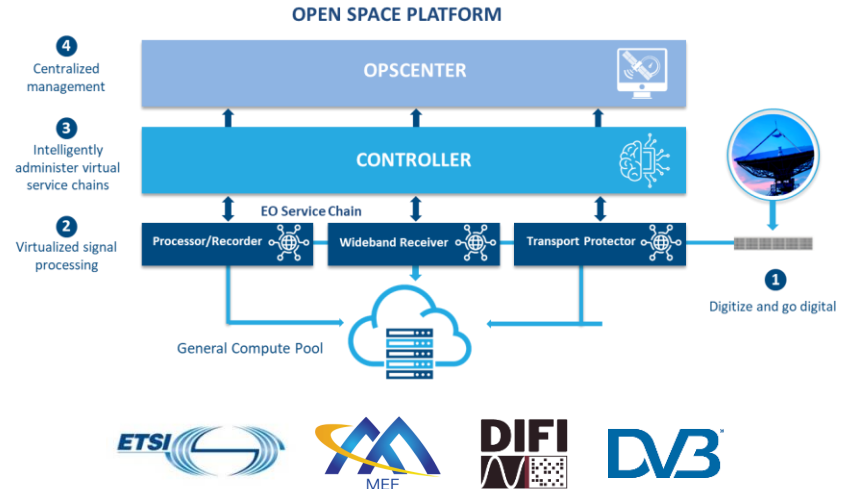 OPEN SPACE PLATFORM
4
Centralized
management
OPSCENTER
3
Intelligently
administer virtual
service chains
CONTROLLER
EO Service Chain
2
Virtualized signal
processing
Processor/Recorder
Wideband Receiver
Transport Protector
1
Digitize and go digital
General Compute Pool
ETSI
MEF
DIFI
DVB